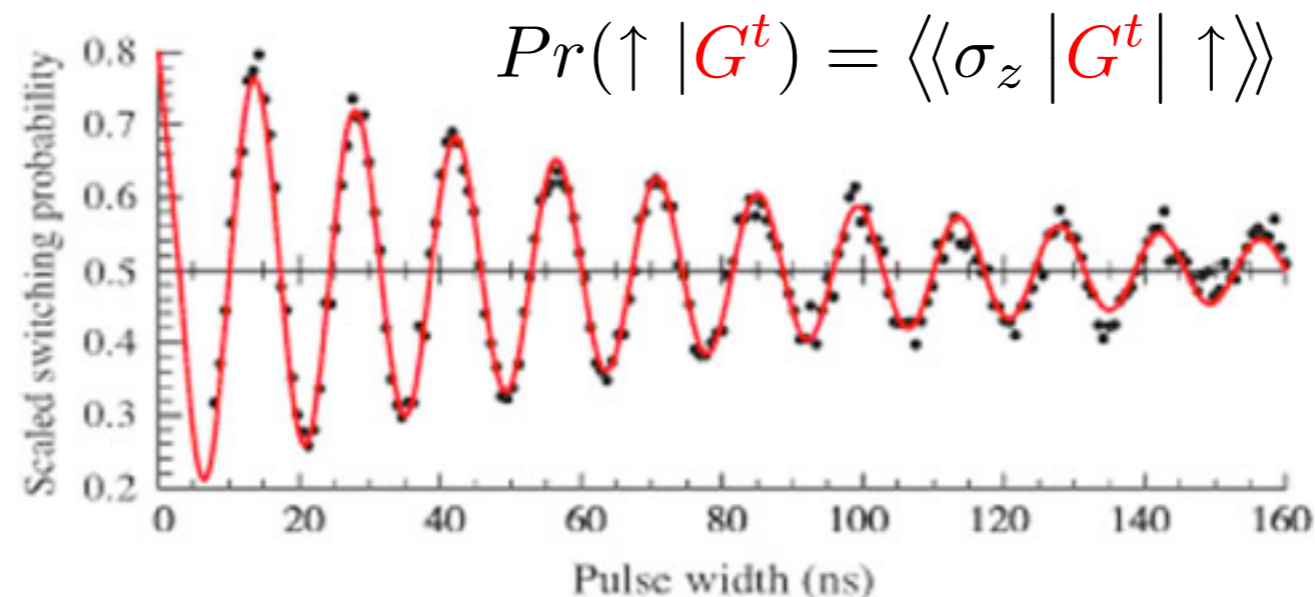 Pr(↑ |G^t) = ⟨⟨σ_z |G^t| ↑⟩⟩
Scaled switching probability
0.8
0.7
0.6
0.5
0.4
0.3
0.2
0 20 40 60 80 100 120 140 160
Pulse width (ns)